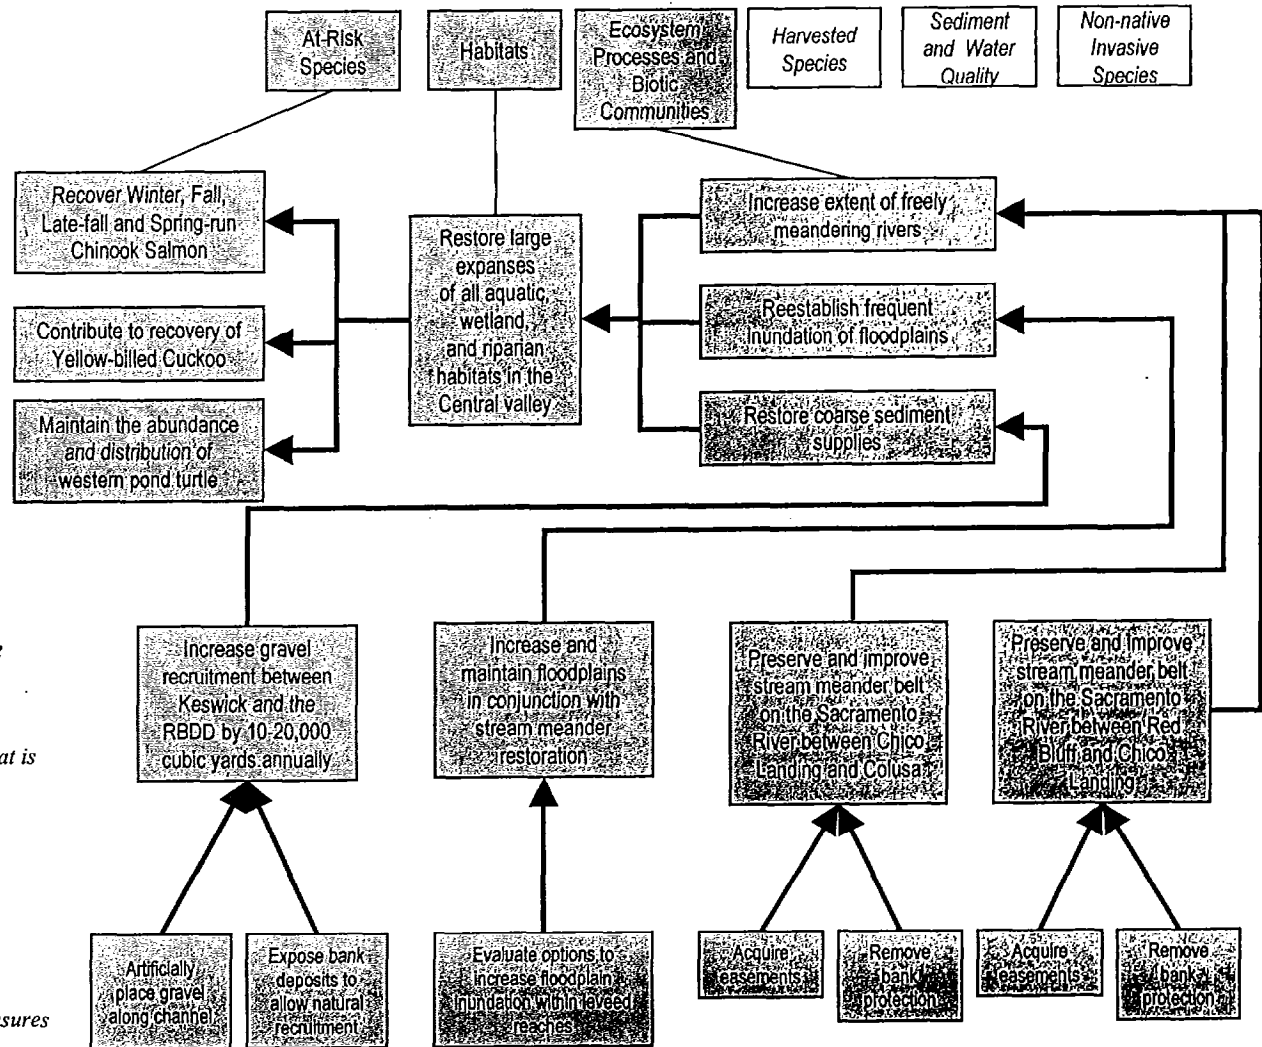 At-Risk
Species
Habitats
Ecosystem
Processes and
Biotic
Communities
Harvested
Species
Sediment
and Water
Quality
Non-native
Invasive
Species
Recover Winter, Fall,
Late-fall and Spring-run
Chinook Salmon
Contribute to recovery of
Yellow-billed Cuckoo
Maintain the abundance
and distribution of
western pond turtle
Restore large
expanses
of all aquatic,
wetland,
and riparian
habitats in the
Central valley
Increase extent of freely
meandering rivers
Reestablish frequent
inundation of floodplains
Restore coarse sediment
supplies
Increase gravel
recruitment between
Keswick and the
RBDD by 10-20,000
cubic yards annually
Increase and
maintain floodplains
in conjunction with
stream meander
restoration
Preserve and improve
stream meander belt
on the Sacramento
River between Chico
Landing and Colusa
Preserve and improve
stream meander belt
on the Sacramento
River between Red
Bluff and Chico
Landing
at is
Artificially
place gravel
along channel
Expose bank
deposits to
allow natural
recruitment
Evaluate options to
increase floodplain
inundation within leveed
reaches
Acquire
easements
Remove
bank
protection
Acquire
easements
Remove
bank
protection
sures